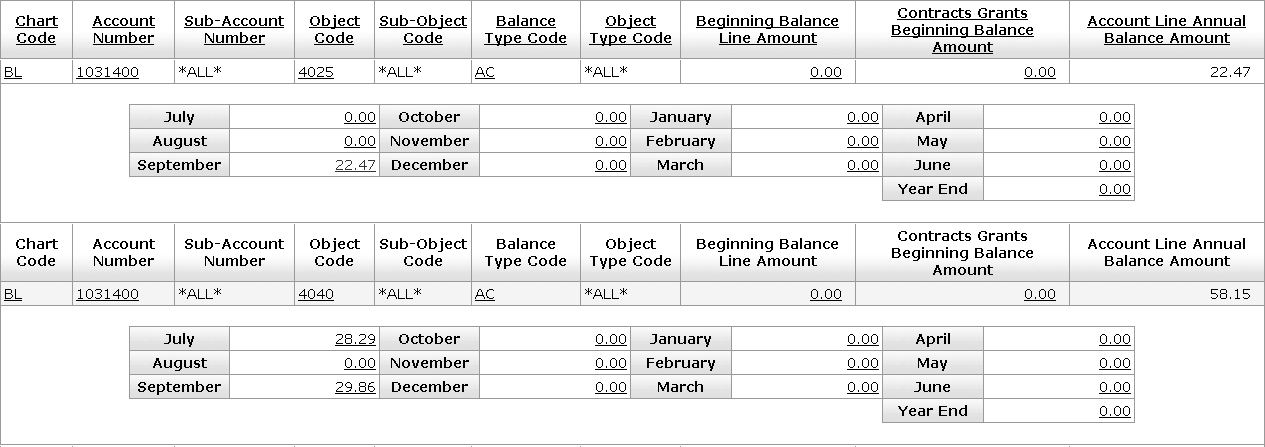 Chart Code Account Number Sub-Account Number Object Code Sub-Object Code Balance Type Code Object Type Code Beginning Balance Line Amount Contracts Grants Beginning Balance Amount Account Line Annual Balance Amount
BL 1031400 *ALL* 4025 *ALL* AC *ALL* 0.00 0.00 22.47
July 0.00 October 0.00 January 0.00 April 0.00
August 0.00 November 0.00 February 0.00 May 0.00
September 22.47 December 0.00 March 0.00 June 0.00
Year End 0.00
Chart Code Account Number Sub-Account Number Object Code Sub-Object Code Balance Type Code Object Type Code Beginning Balance Line Amount Contracts Grants Beginning Balance Amount Account Line Annual Balance Amount
BL 1031400 *ALL* 4040 *ALL* AC *ALL* 0.00 0.00 58.15
July 28.29 October 0.00 January 0.00 April 0.00
August 0.00 November 0.00 February 0.00 May 0.00
September 29.86 December 0.00 March 0.00 June 0.00
Year End 0.00